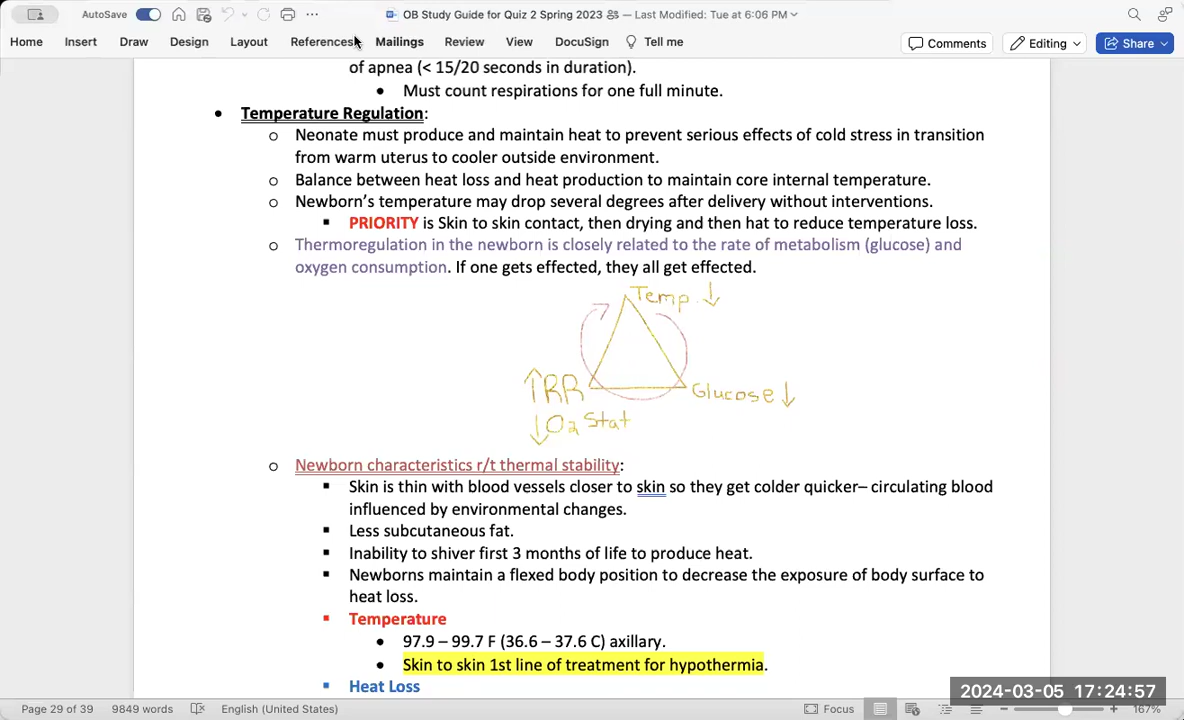 AutoSave
OB Study Guide for Quiz 2 Spring 2023 — Last Modified: Tue at 6:06 PM
Home Insert Draw Design Layout References Mailings Review View DocuSign Tell me Comments Editing Share
of apnea (< 15/20 seconds in duration).
• Must count respirations for one full minute.
• Temperature Regulation:
o Neonate must produce and maintain heat to prevent serious effects of cold stress in transition
from warm uterus to cooler outside environment.
o Balance between heat loss and heat production to maintain core internal temperature.
o Newborn’s temperature may drop several degrees after delivery without interventions.
▪ PRIORITY is Skin to skin contact, then drying and then hat to reduce temperature loss.
o Thermoregulation in the newborn is closely related to the rate of metabolism (glucose) and
oxygen consumption. If one gets effected, they all get effected.
Temp. ↓
↑RR Glucose ↓
↓O₂ Stat
o Newborn characteristics r/t thermal stability:
▪ Skin is thin with blood vessels closer to skin so they get colder quicker– circulating blood
influenced by environmental changes.
▪ Less subcutaneous fat.
▪ Inability to shiver first 3 months of life to produce heat.
▪ Newborns maintain a flexed body position to decrease the exposure of body surface to
heat loss.
▪ Temperature
• 97.9 – 99.7 F (36.6 – 37.6 C) axillary.
• Skin to skin 1st line of treatment for hypothermia.
▪ Heat Loss
2024-03-05 17:24:57
Page 29 of 39 9849 words English (United States) Focus 167%